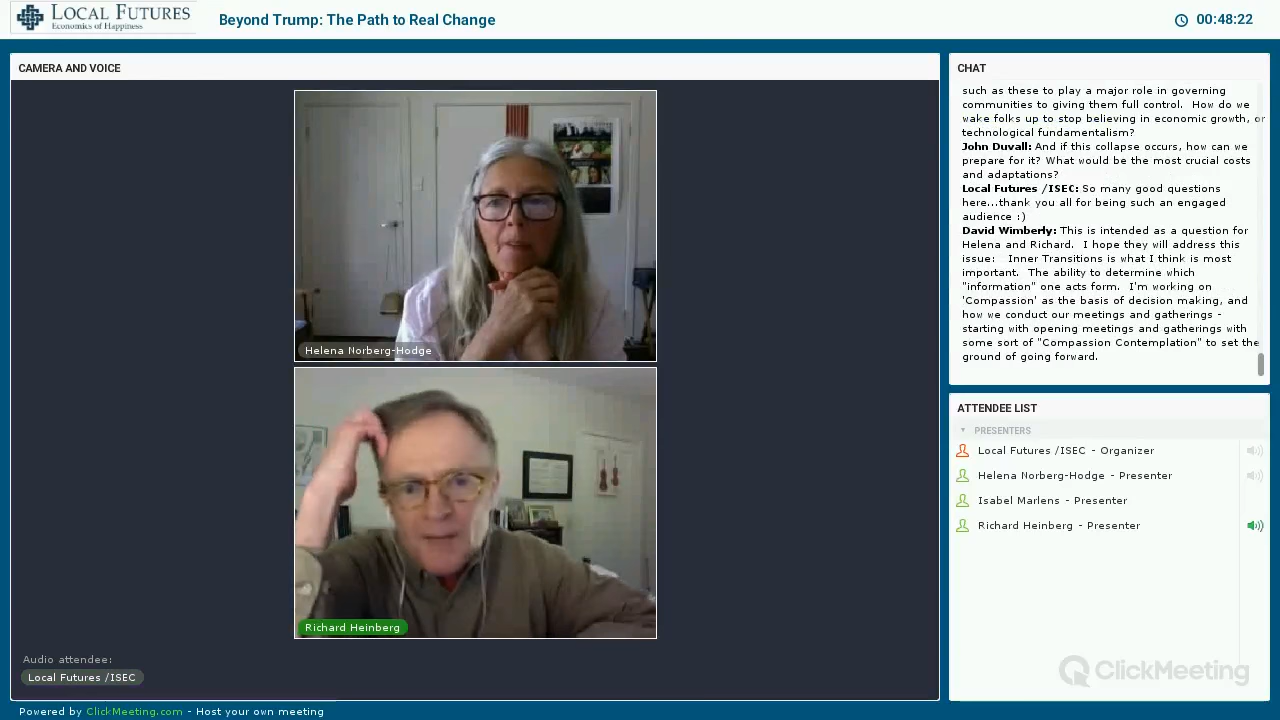 LOCAL FUTURES
Economics of Happiness
Beyond Trump: The Path to Real Change
00:48:22
CAMERA AND VOICE
Helena Norberg-Hodge
Richard Heinberg
Audio attendee:
Local Futures /ISEC
CHAT
such as these to play a major role in governing
communities to giving them full control.  How do we
wake folks up to stop believing in economic growth, or
technological fundamentalism?
John Duvall: And if this collapse occurs, how can we
prepare for it? What would be the most crucial costs
and adaptations?
Local Futures /ISEC: So many good questions
here...thank you all for being such an engaged
audience :)
David Wimberly: This is intended as a question for
Helena and Richard.  I hope they will address this
issue:   Inner Transitions is what I think is most
important.  The ability to determine which
"information" one acts form.  I'm working on
'Compassion' as the basis of decision making, and
how we conduct our meetings and gatherings -
starting with opening meetings and gatherings with
some sort of "Compassion Contemplation" to set the
ground of going forward.
ATTENDEE LIST
PRESENTERS
Local Futures /ISEC - Organizer
Helena Norberg-Hodge - Presenter
Isabel Marlens - Presenter
Richard Heinberg - Presenter
ClickMeeting
Powered by ClickMeeting.com - Host your own meeting